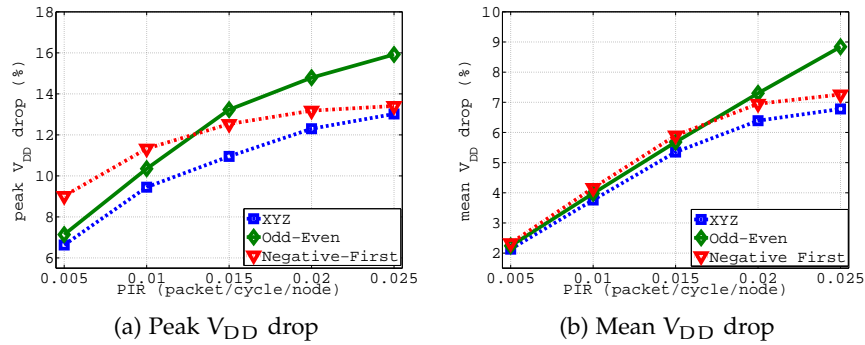 18
16
14
12
10
8
6
peak V_DD drop (%)
0.005 0.01 0.015 0.02 0.025
PIR (packet/cycle/node)
XYZ
Odd-Even
Negative-First
(a) Peak V_DD drop
10
9
8
7
6
5
4
3
2
mean V_DD drop (%)
0.005 0.01 0.015 0.02 0.025
PIR (packet/cycle/node)
XYZ
Odd-Even
Negative First
(b) Mean V_DD drop